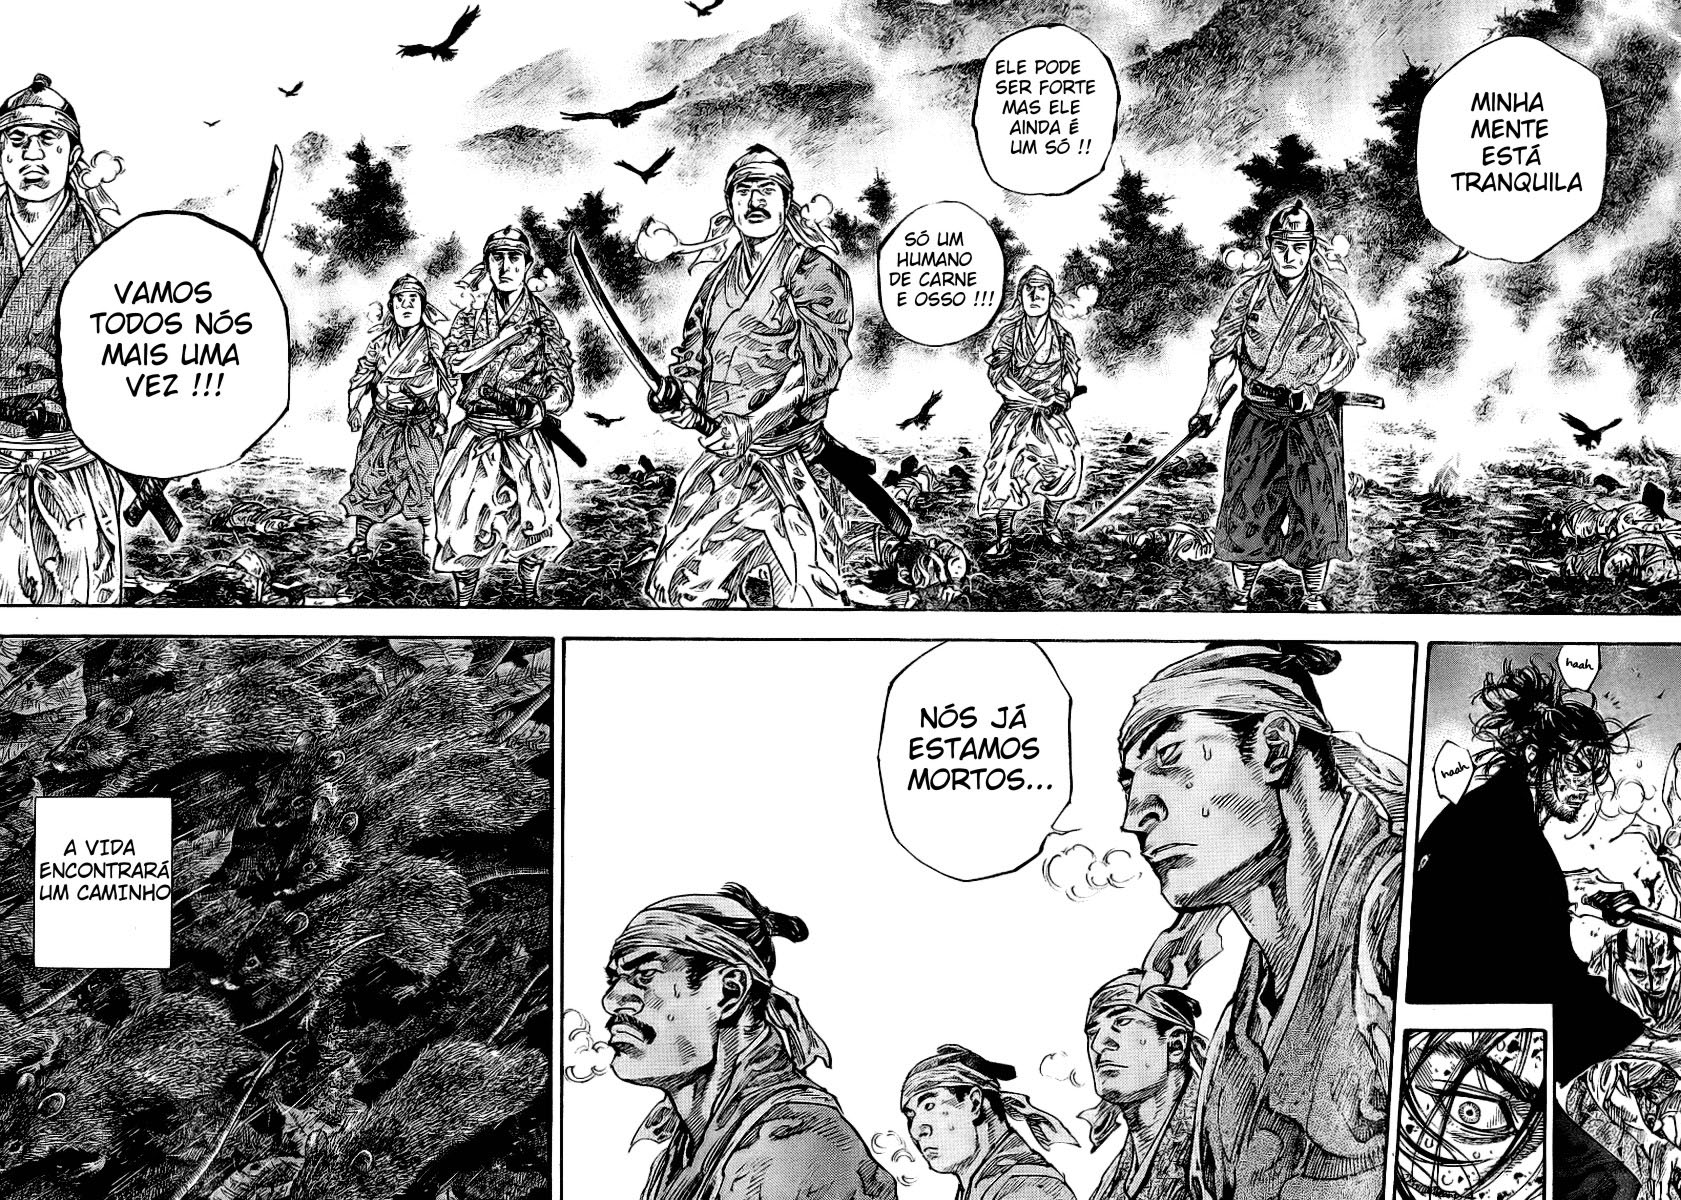 MINHA
MENTE
ESTÁ
TRANQUILA
ELE PODE
SER FORTE
MAS ELE
AINDA É
UM SÓ !!
SÓ UM
HUMANO
DE CARNE
E OSSO !!!
VAMOS
TODOS NÓS
MAIS UMA
VEZ !!!
haah
haah
NÓS JÁ
ESTAMOS
MORTOS...
A VIDA
ENCONTRARÁ
UM CAMINHO